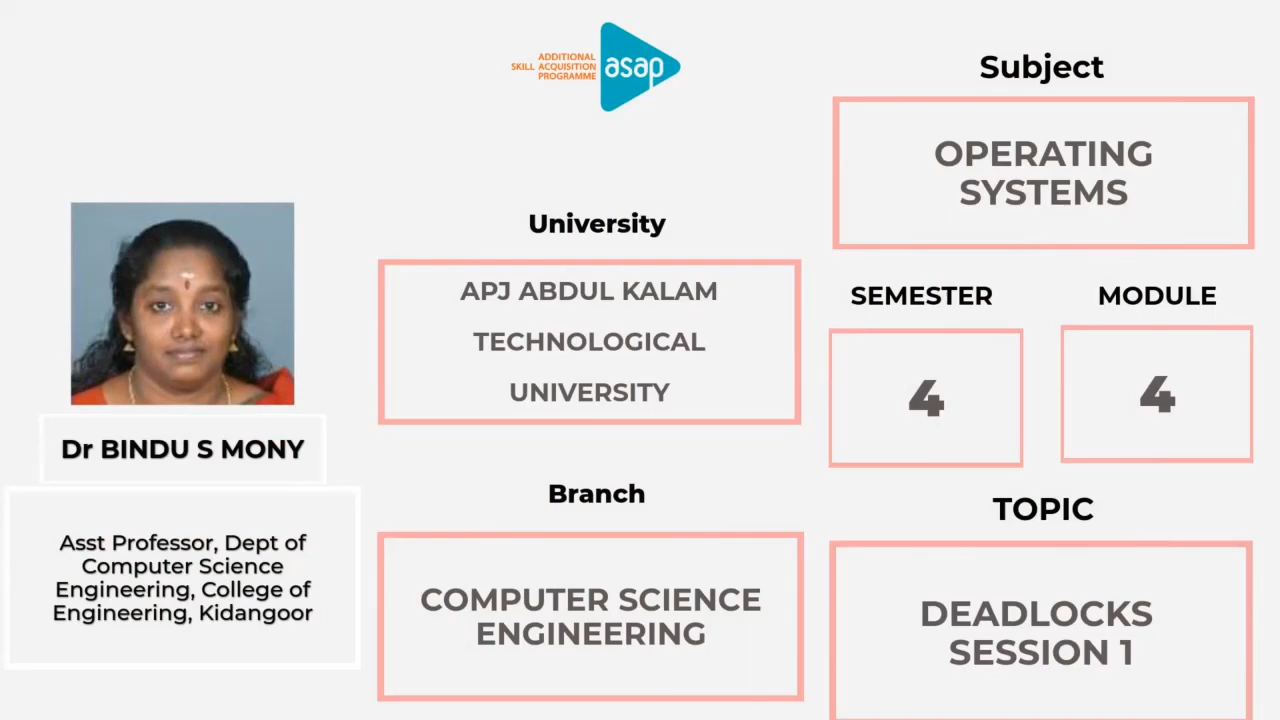 ADDITIONAL
SKILL ACQUISITION
PROGRAMME
asap
Dr BINDU S MONY
Asst Professor, Dept of
Computer Science
Engineering, College of
Engineering, Kidangoor
University
APJ ABDUL KALAM
TECHNOLOGICAL
UNIVERSITY
Branch
COMPUTER SCIENCE
ENGINEERING
Subject
OPERATING
SYSTEMS
SEMESTER
4
MODULE
4
TOPIC
DEADLOCKS
SESSION 1